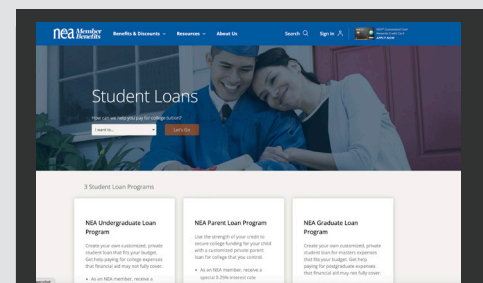 nea Member Benefits
Benefits & Discounts
Resources
About Us
Search
Sign In
APPLY NOW
Student Loans
How can we help you pay for college tuition?
I want to...
Let's Go
3 Student Loan Programs
NEA Undergraduate Loan
Program
Create your own customized, private
student loan that fits your budget.
Get help paying for college expenses
that financial aid may not fully cover.
• As an NEA member, receive a
NEA Parent Loan Program
Use the strength of your credit to
secure college funding for your child
with a customized private parent
loan for college that you control.
• As an NEA member, receive a
special 0.25% interest rate
NEA Graduate Loan
Program
Create your own customized, private
student loan for masters expenses
that fits your budget. Get help
paying for postgraduate expenses
that financial aid may not fully cover.